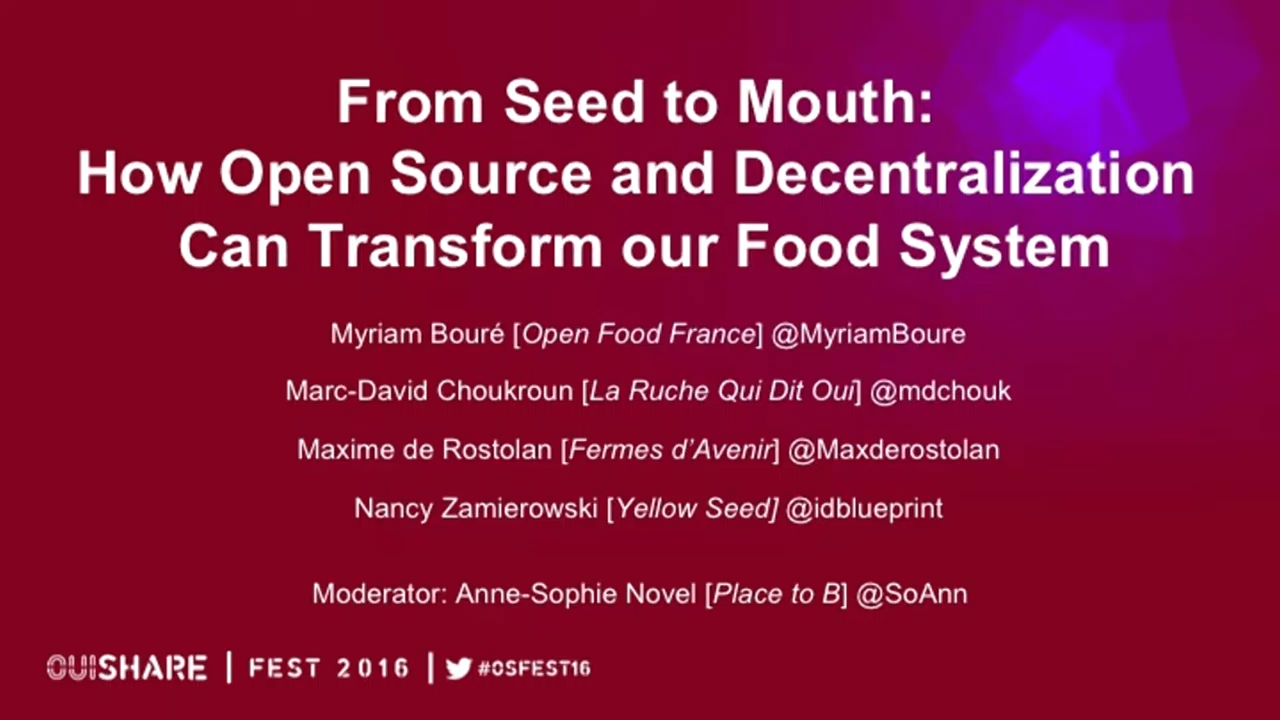 From Seed to Mouth:
How Open Source and Decentralization
Can Transform our Food System
Myriam Bouré [Open Food France] @MyriamBoure
Marc-David Choukroun [La Ruche Qui Dit Oui] @mdchouk
Maxime de Rostolan [Fermes d’Avenir] @Maxderostolan
Nancy Zamierowski [Yellow Seed] @idblueprint
Moderator: Anne-Sophie Novel [Place to B] @SoAnn
OUISHARE | FEST 2016 | #OSFEST16